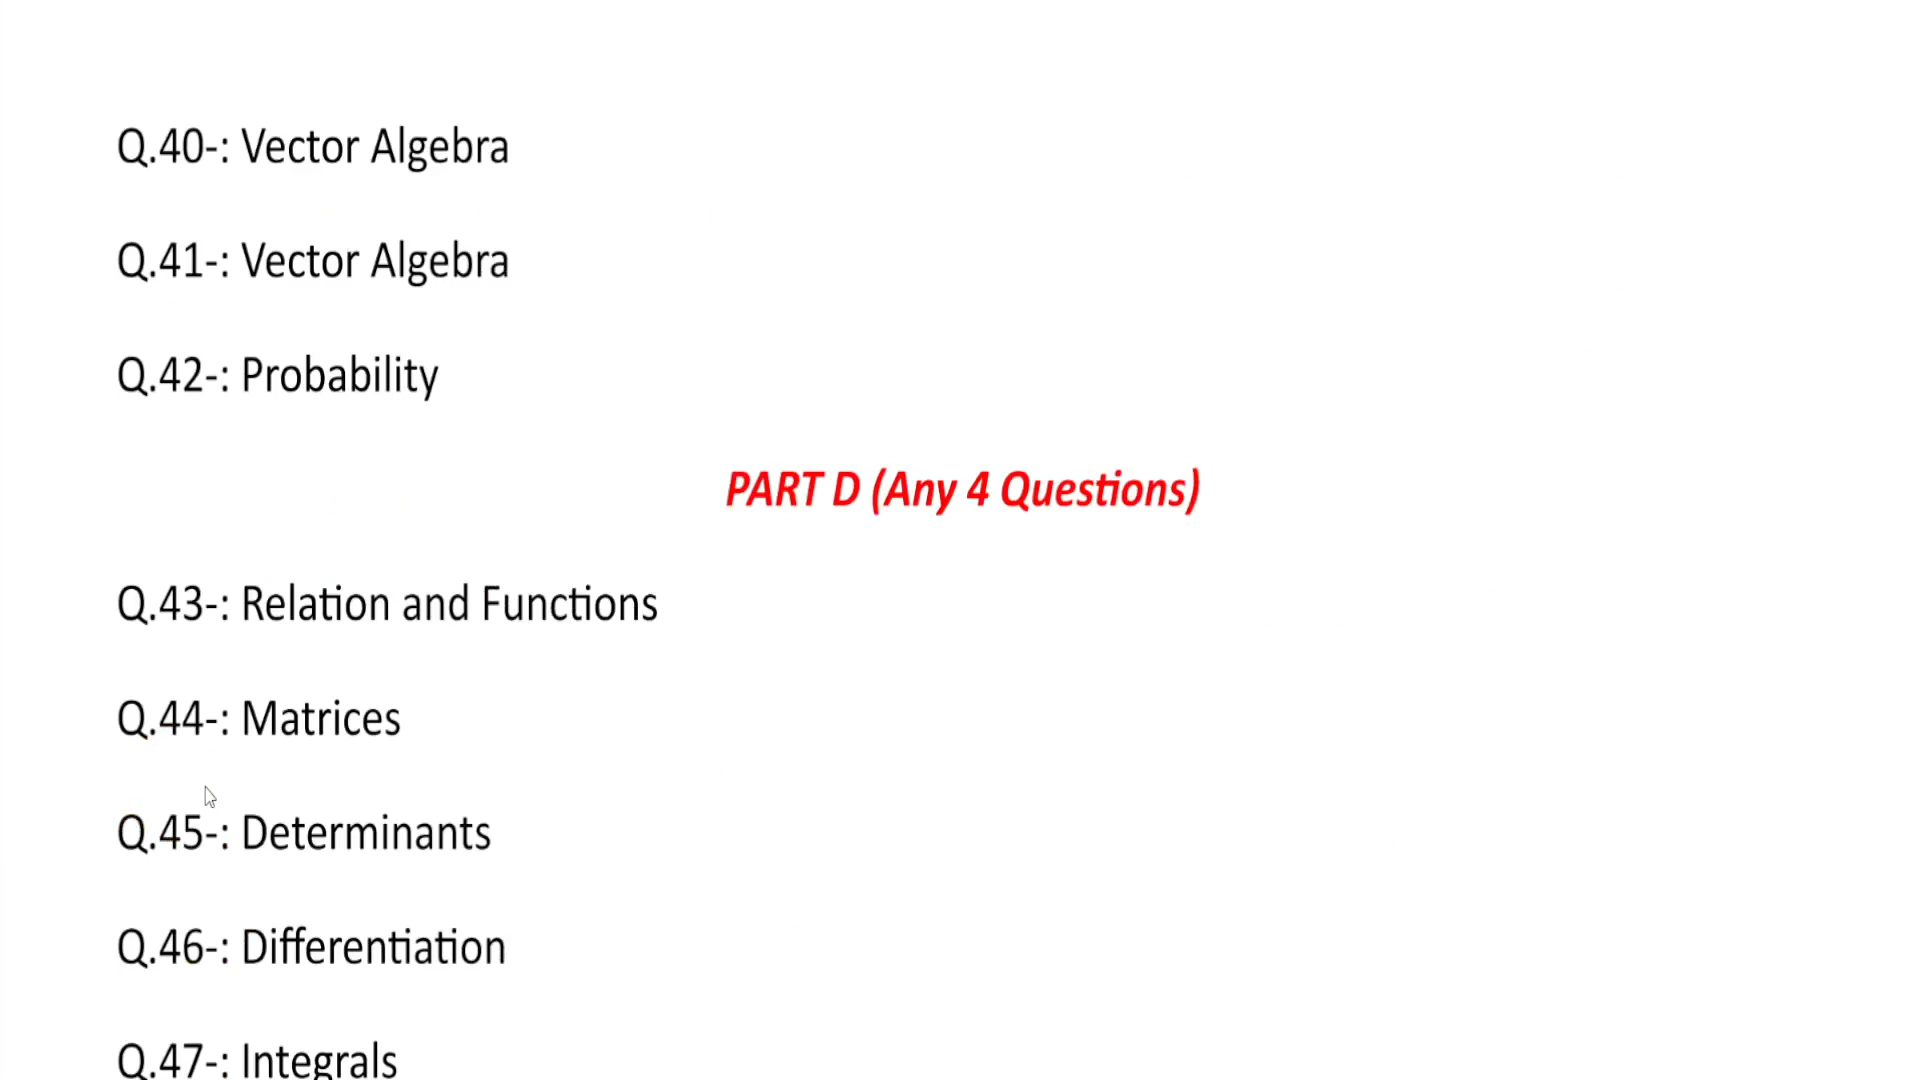 Q.40-: Vector Algebra
Q.41-: Vector Algebra
Q.42-: Probability
PART D (Any 4 Questions)
Q.43-: Relation and Functions
Q.44-: Matrices
Q.45-: Determinants
Q.46-: Differentiation
Q.47-: Integrals